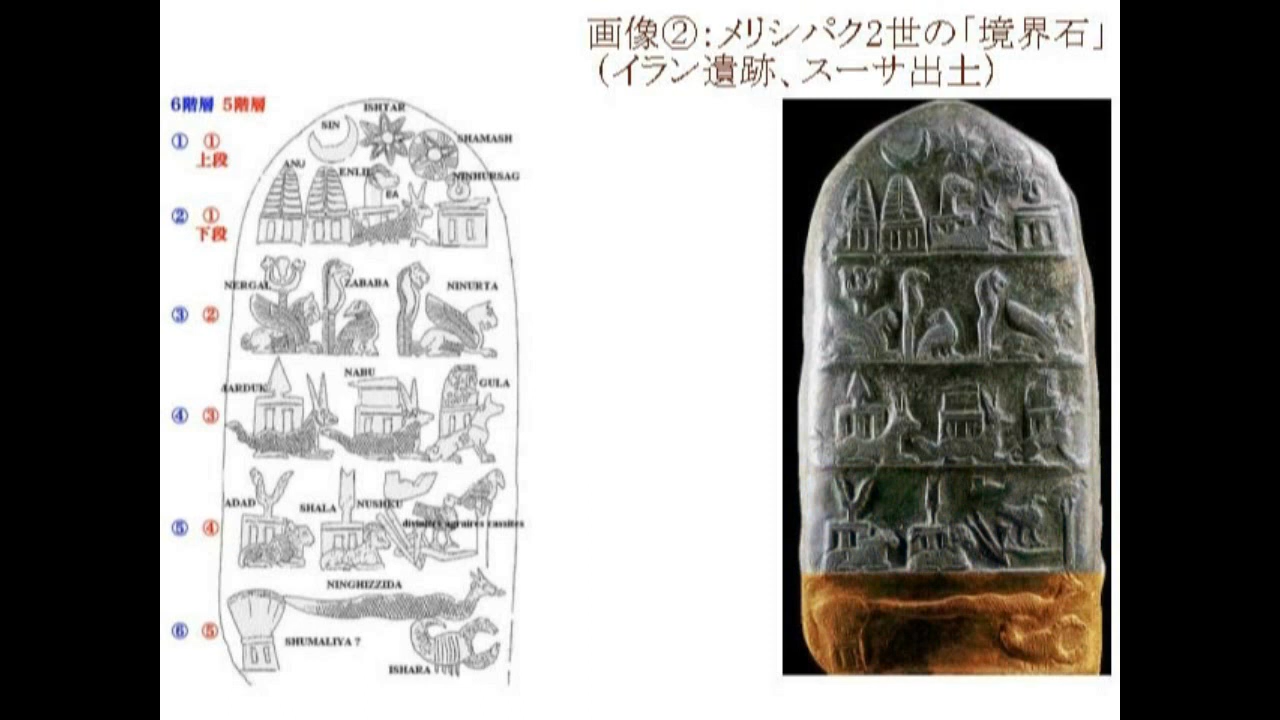 画像②:メリシパク2世の「境界石」
(イラン遺跡、スーサ出土)
6階層 5階層
ISHTAR
SIN
SHAMASH
① ①
上段
ANU
ENLIL
NINHURSAG
EA
② ①
下段
NERGAL
ZABABA
NINURTA
③ ②
NABU
MARDUK
GULA
④ ③
ADAD
SHALA
NUSHKU
divinités agraires cassites
⑤ ④
NINGHIZZIDA
⑥ ⑤
SHUMALIYA ?
ISHARA